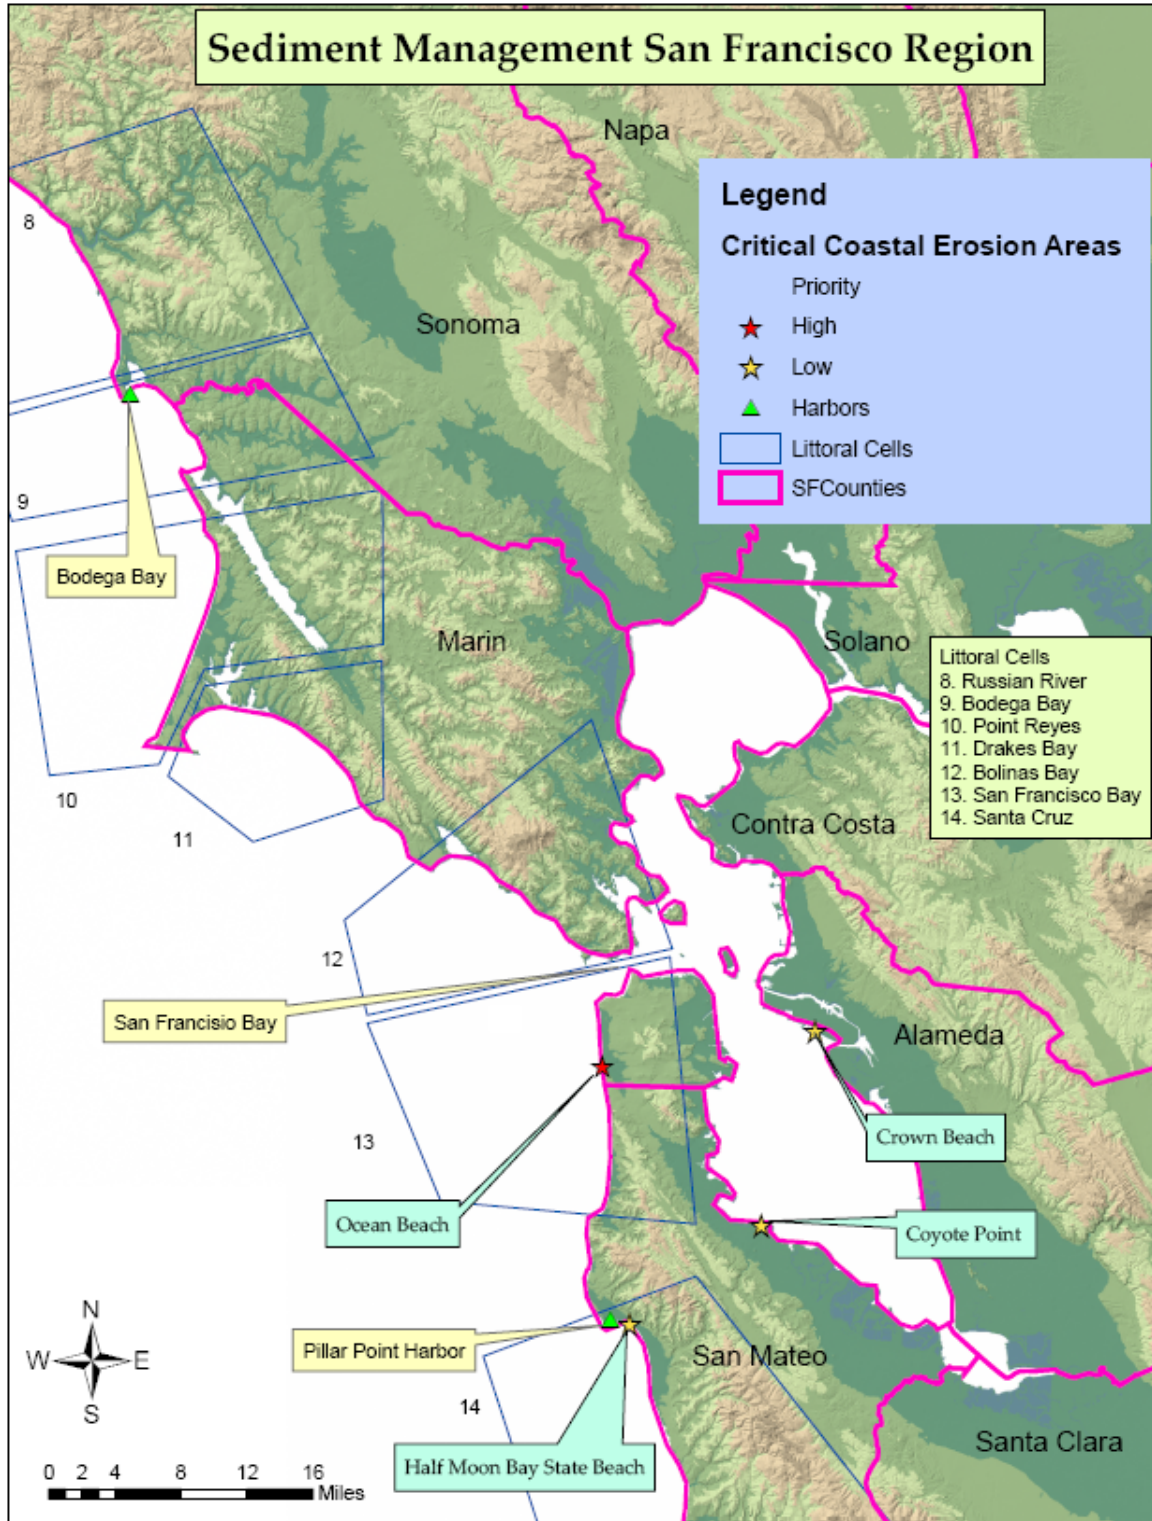 Sediment Management San Francisco Region
Napa
8
Legend
Critical Coastal Erosion Areas
Priority
High
Low
Harbors
Littoral Cells
SFCounties
Sonoma
9
Bodega Bay
Marin
Solano
Littoral Cells
8. Russian River
9. Bodega Bay
10. Point Reyes
11. Drakes Bay
12. Bolinas Bay
13. San Francisco Bay
14. Santa Cruz
10
11
Contra Costa
12
San Francisio Bay
Alameda
Crown Beach
13
Ocean Beach
Coyote Point
N
W
E
S
Pillar Point Harbor
San Mateo
14
Half Moon Bay State Beach
Santa Clara
0 2 4 8 12 16
Miles